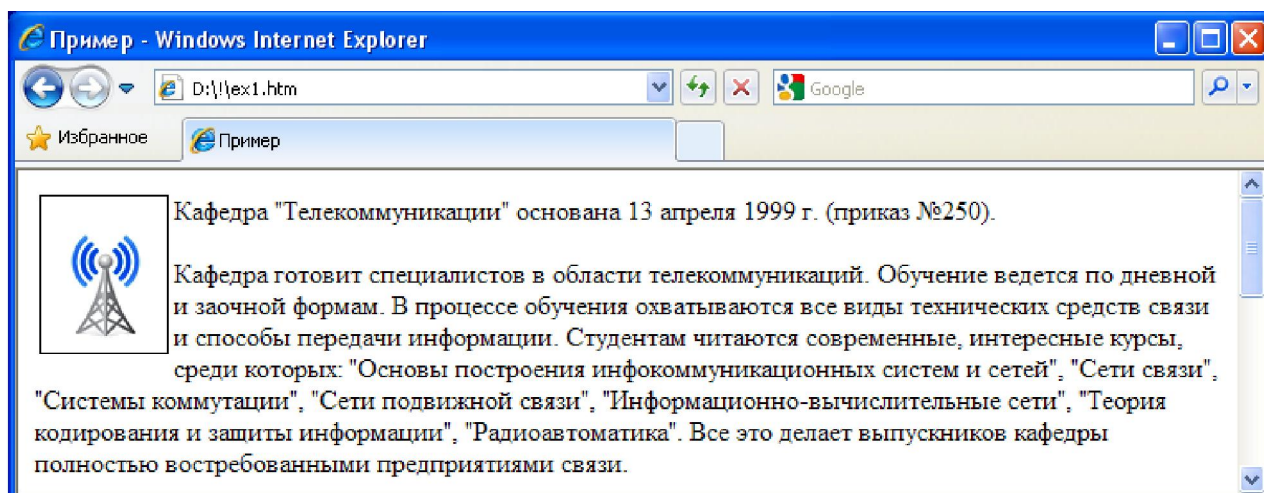 Пример - Windows Internet Explorer
D:\!\ex1.htm
Google
Избранное
Пример
Кафедра "Телекоммуникации" основана 13 апреля 1999 г. (приказ №250).
Кафедра готовит специалистов в области телекоммуникаций. Обучение ведется по дневной
и заочной формам. В процессе обучения охватываются все виды технических средств связи
и способы передачи информации. Студентам читаются современные, интересные курсы,
среди которых: "Основы построения инфокоммуникационных систем и сетей", "Сети связи",
"Системы коммутации", "Сети подвижной связи", "Информационно-вычислительные сети", "Теория
кодирования и защиты информации", "Радиоавтоматика". Все это делает выпускников кафедры
полностью востребованными предприятиями связи.